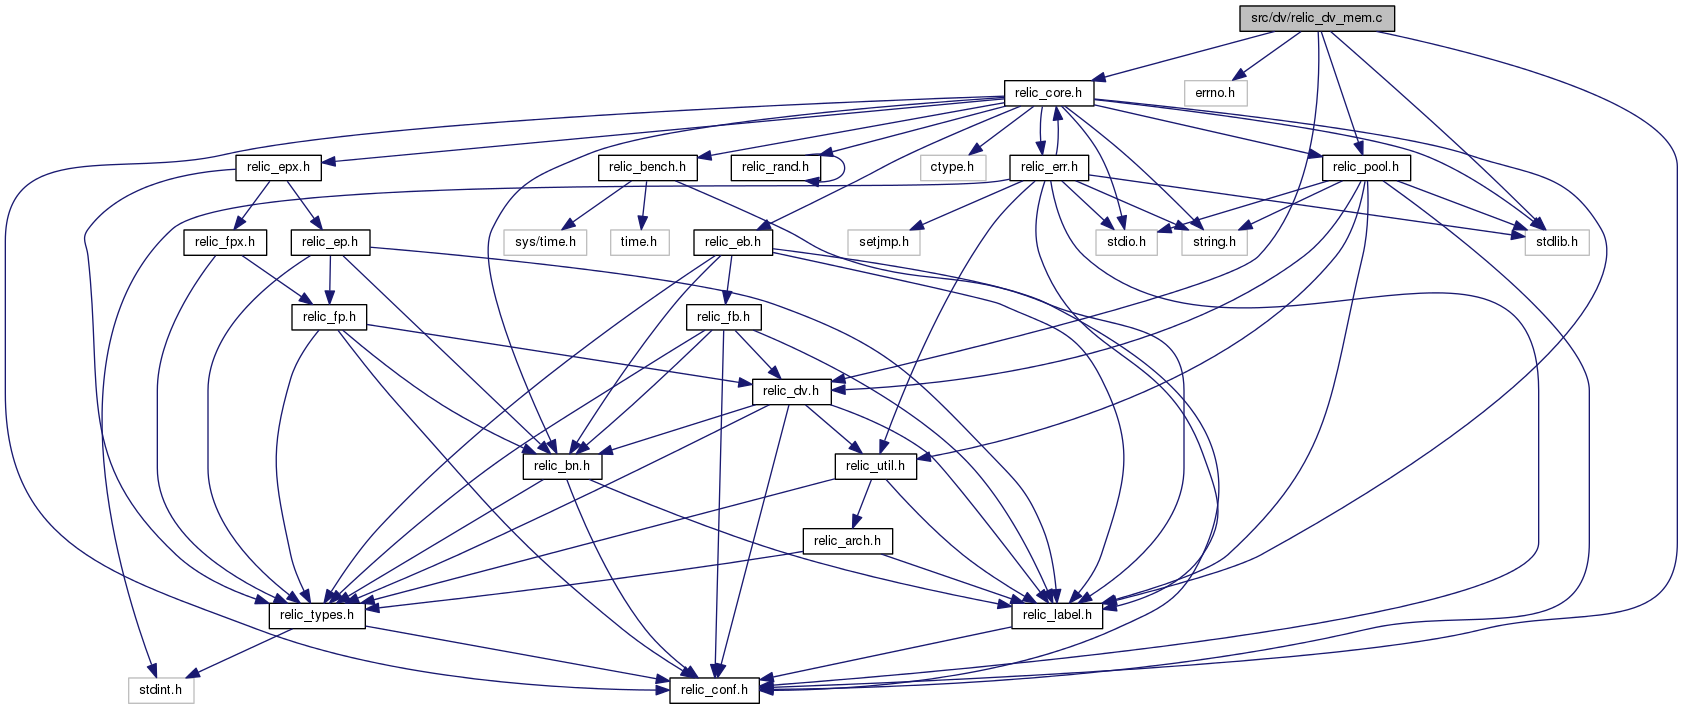 src/dv/relic_dv_mem.c
relic_core.h
errno.h
relic_epx.h
relic_bench.h
relic_rand.h
ctype.h
relic_err.h
relic_pool.h
relic_fpx.h
relic_ep.h
sys/time.h
time.h
relic_eb.h
setjmp.h
stdio.h
string.h
stdlib.h
relic_fp.h
relic_fb.h
relic_dv.h
relic_bn.h
relic_util.h
relic_arch.h
relic_types.h
relic_label.h
stdint.h
relic_conf.h